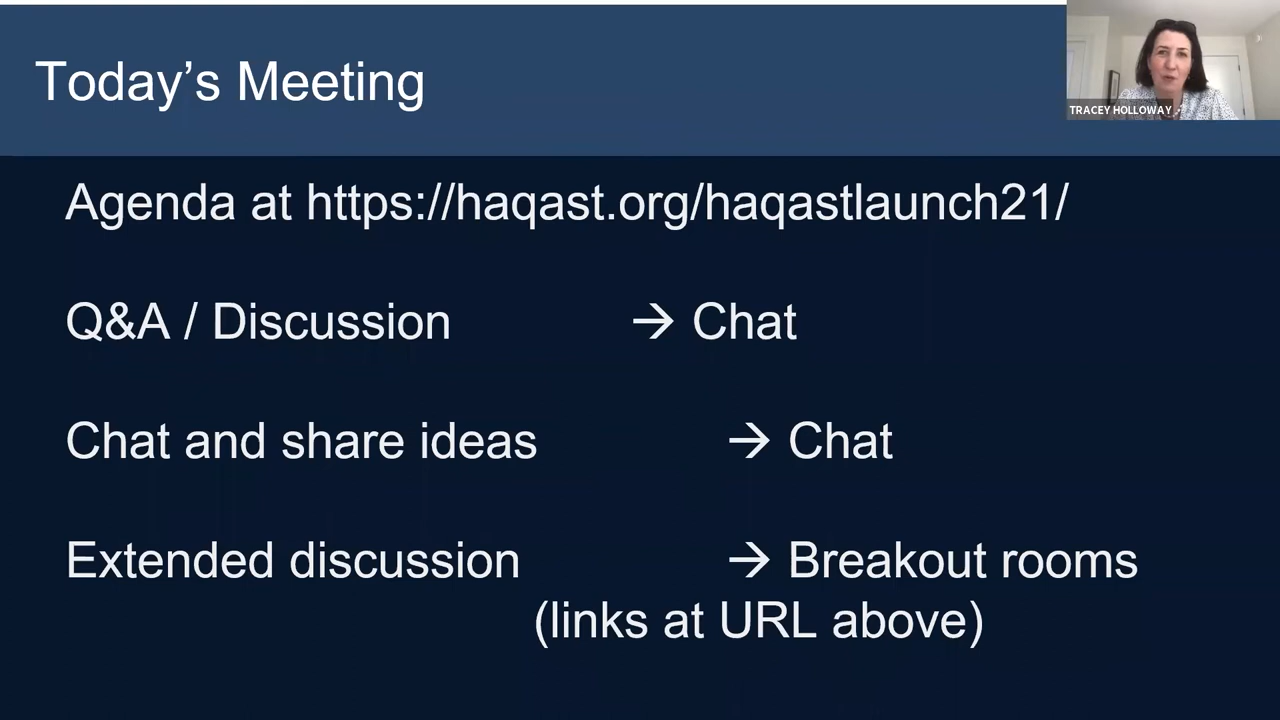 Today’s Meeting
TRACEY HOLLOWAY
Agenda at https://haqast.org/haqastlaunch21/
Q&A / Discussion → Chat
Chat and share ideas → Chat
Extended discussion → Breakout rooms
(links at URL above)